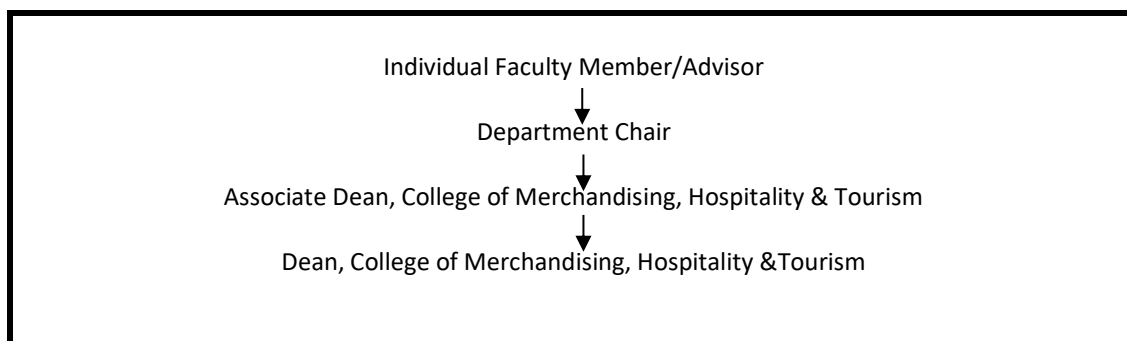 Individual Faculty Member/Advisor
Department Chair
Associate Dean, College of Merchandising, Hospitality & Tourism
Dean, College of Merchandising, Hospitality &Tourism